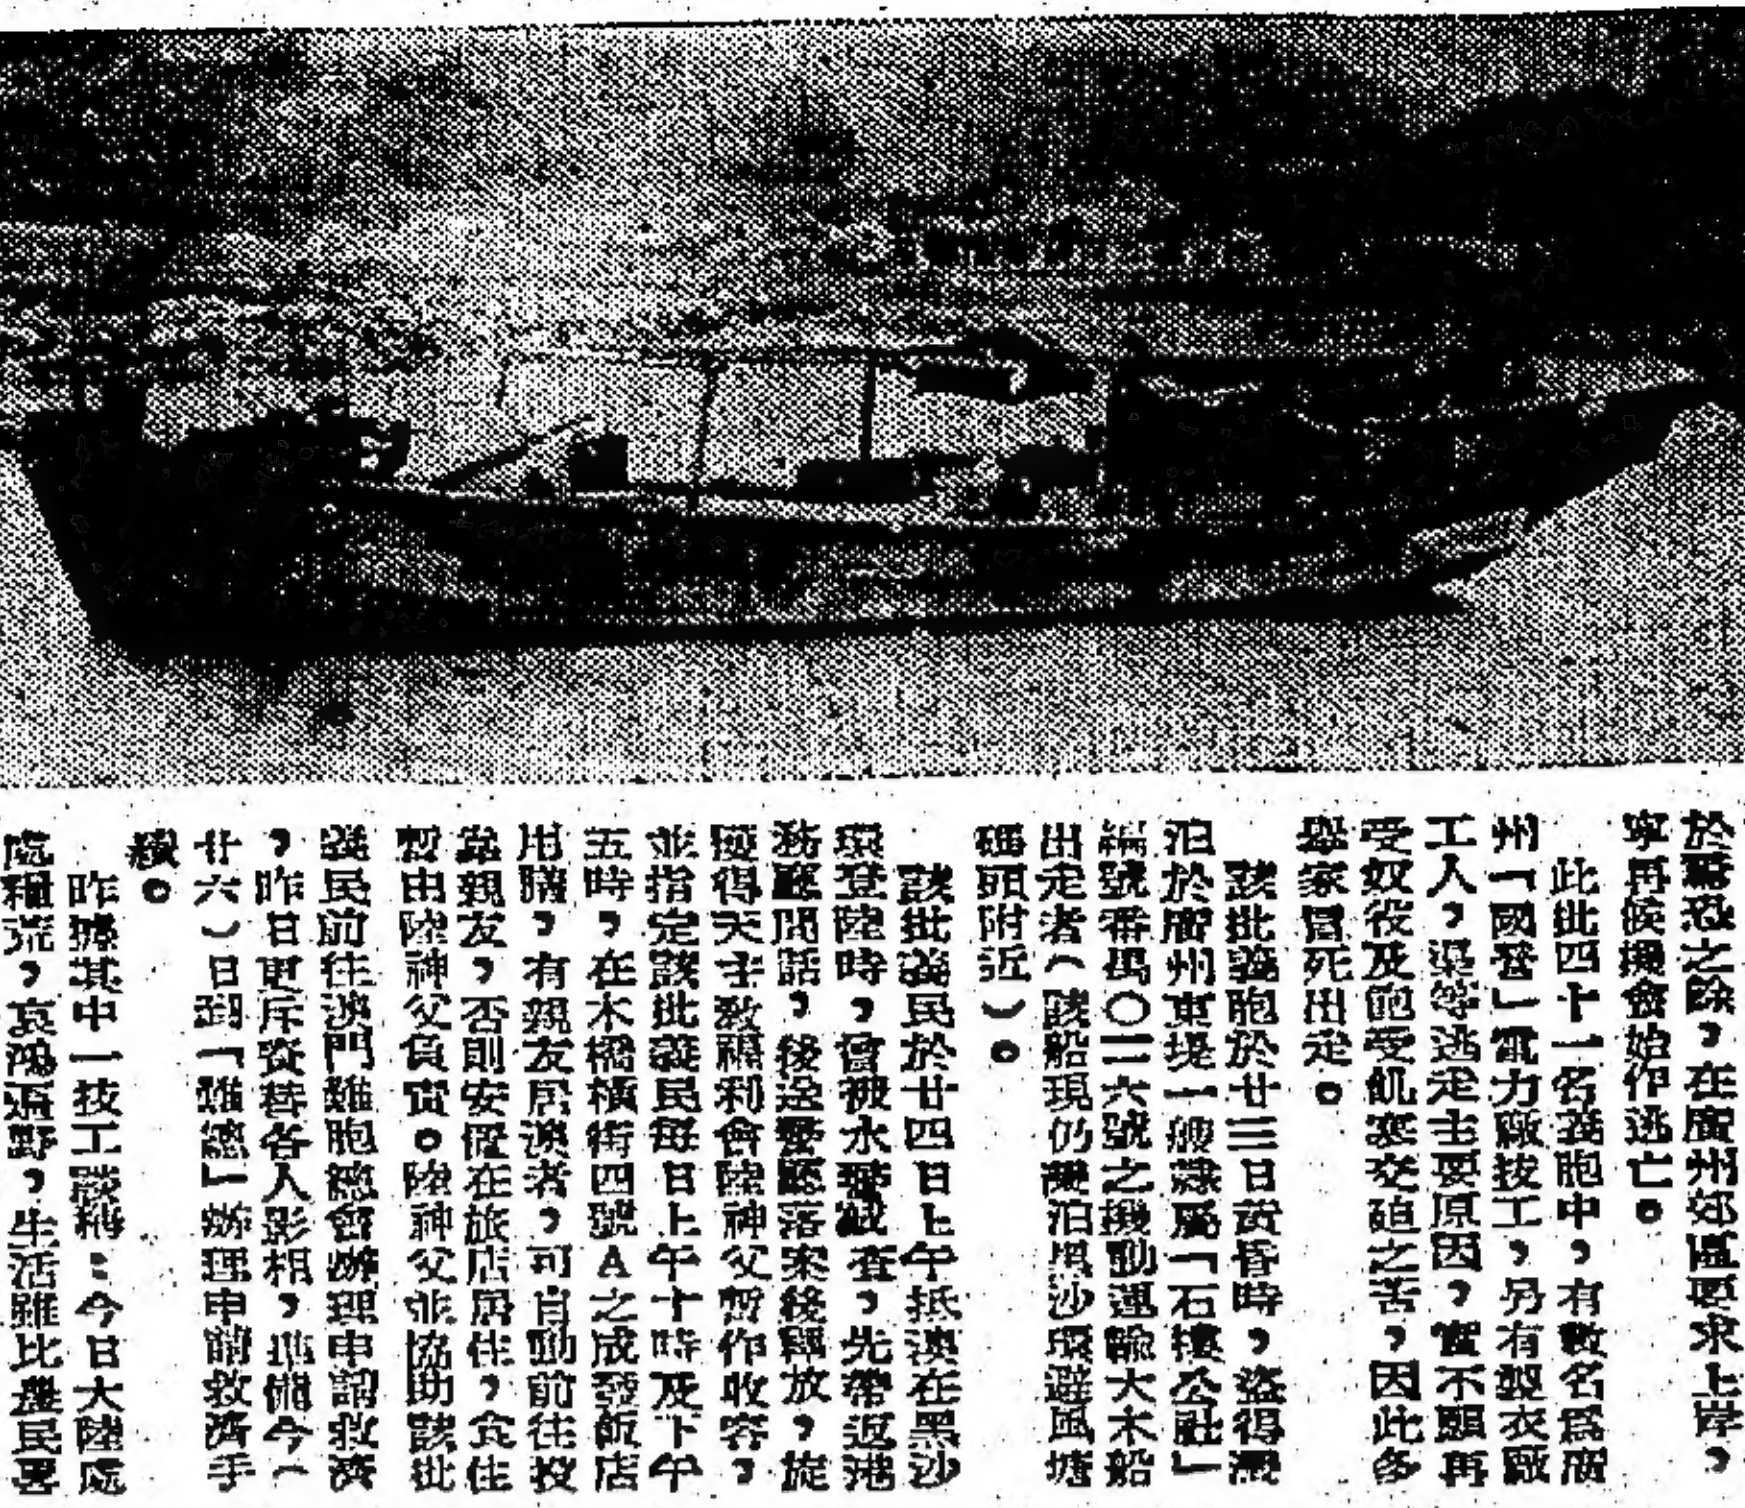 於驚恐之餘，在廣州郊區要求上岸，
寧再候機會始作逃亡。
此批四十一名義胞中，有數名爲廣
州「國營」電力廠技工，另有製衣廠
工人，渠等逃走主要原因，實不願再
受奴役及飽受飢寒交迫之苦，因此多
舉家冒死出走。
該批義胞於廿三日黃昏時，盜得
泊於廣州東堤一艘隸屬「石樓公社」
編號番禺〇二六號之機動運輸大木船
出走者（該船現仍灣泊黑沙環避風塘
碼頭附近）。
該批義民於廿四日上午抵澳在黑沙
環登陸時，曾被水警截查，先帶返港
務廳問話，後送警廳落案後釋放，旋
獲得天主教福利會陸神父暫作收容，
並指定該批義民每日上午十時及下午
五時，在木橋橫街四號A之成發飯店
用膳，有親友居澳者，可自動前往投
靠親友，否則安置在旅店居住，食住
暫由陸神父負責。陸神父並協助該批
義民前往澳門難胞總會辦理申請救濟
，昨日更斥資替各人影相，準備今（
廿六）日到「難總」辦理申請救濟手
續。
昨據其中一技工談稱：今日大陸處
處糧荒，哀鴻遍野，生活雖比農民畧